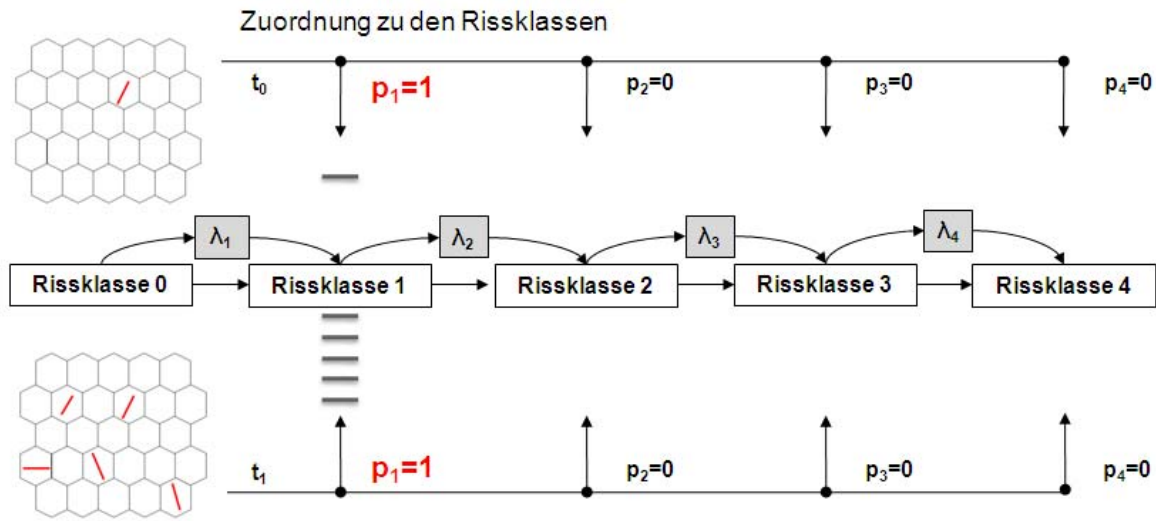 Zuordnung zu den Rissklassen
t₀ p₁=1 p₂=0 p₃=0 p₄=0
λ₁ λ₂ λ₃ λ₄
Rissklasse 0 Rissklasse 1 Rissklasse 2 Rissklasse 3 Rissklasse 4
t₁ p₁=1 p₂=0 p₃=0 p₄=0